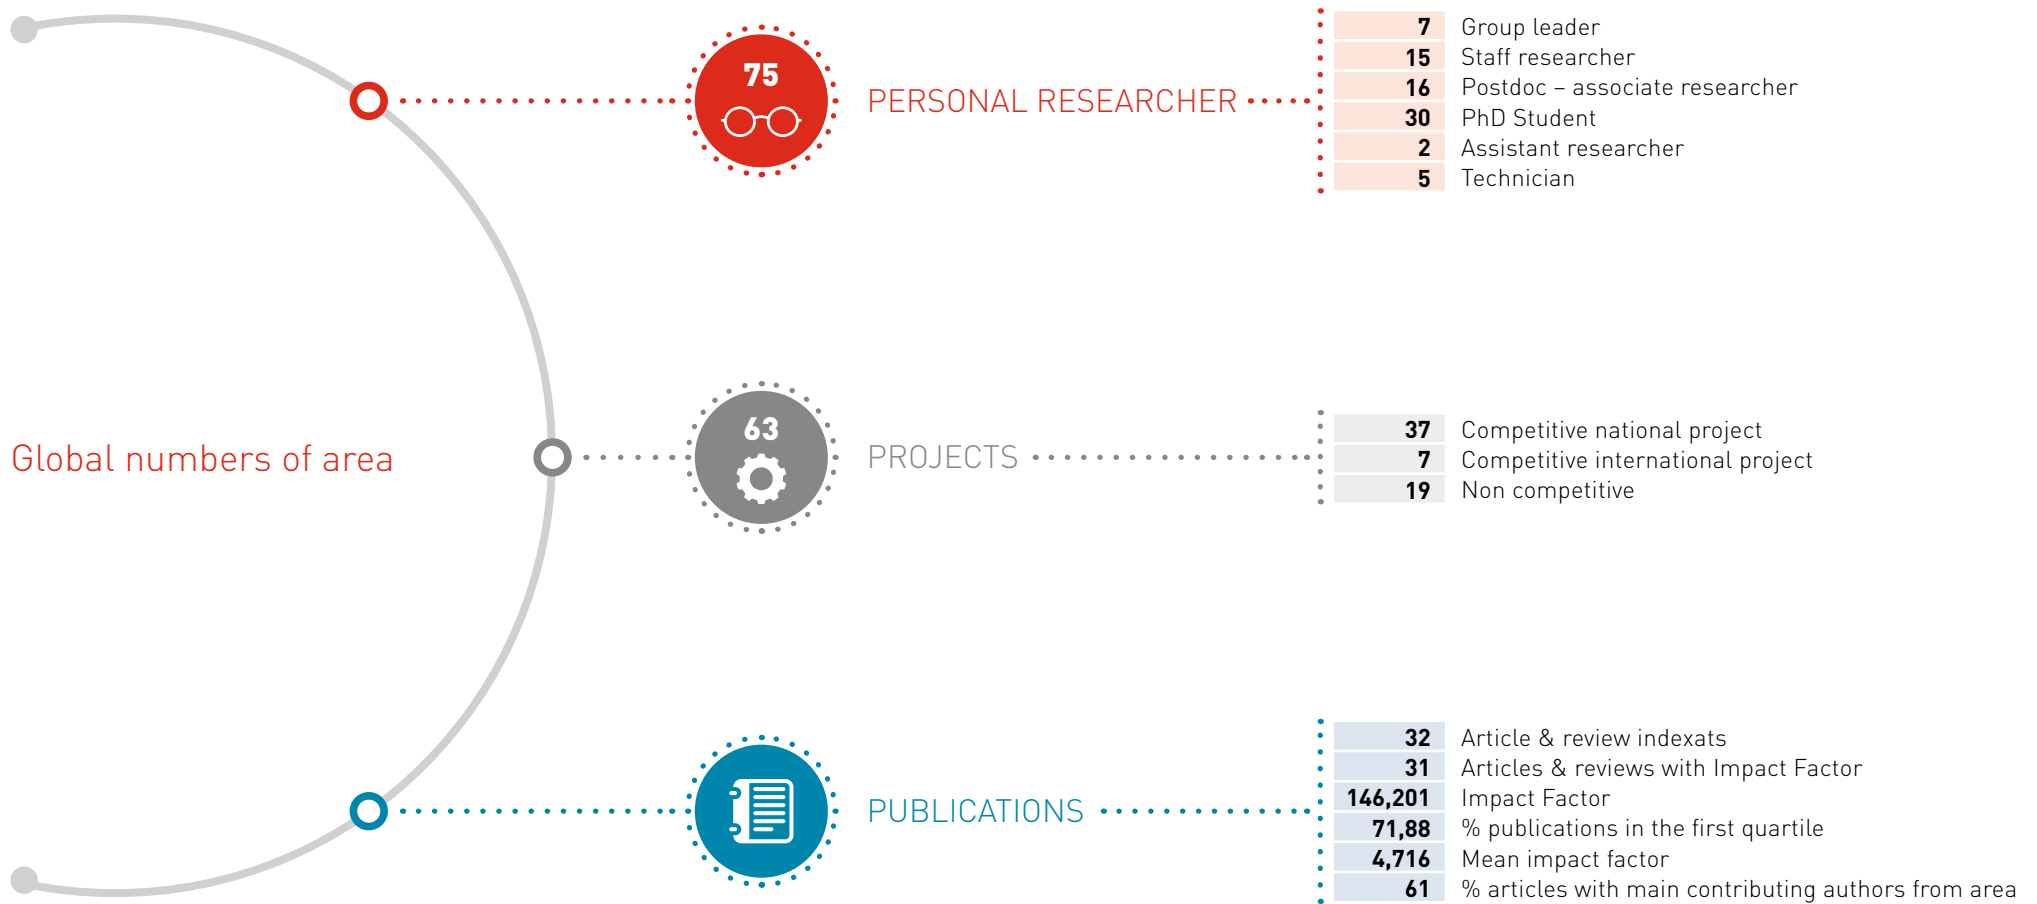 Global numbers of area
75
PERSONAL RESEARCHER
7 Group leader
15 Staff researcher
16 Postdoc – associate researcher
30 PhD Student
2 Assistant researcher
5 Technician
63
PROJECTS
37 Competitive national project
7 Competitive international project
19 Non competitive
PUBLICATIONS
32 Article & review indexats
31 Articles & reviews with Impact Factor
146,201 Impact Factor
71,88 % publications in the first quartile
4,716 Mean impact factor
61 % articles with main contributing authors from area